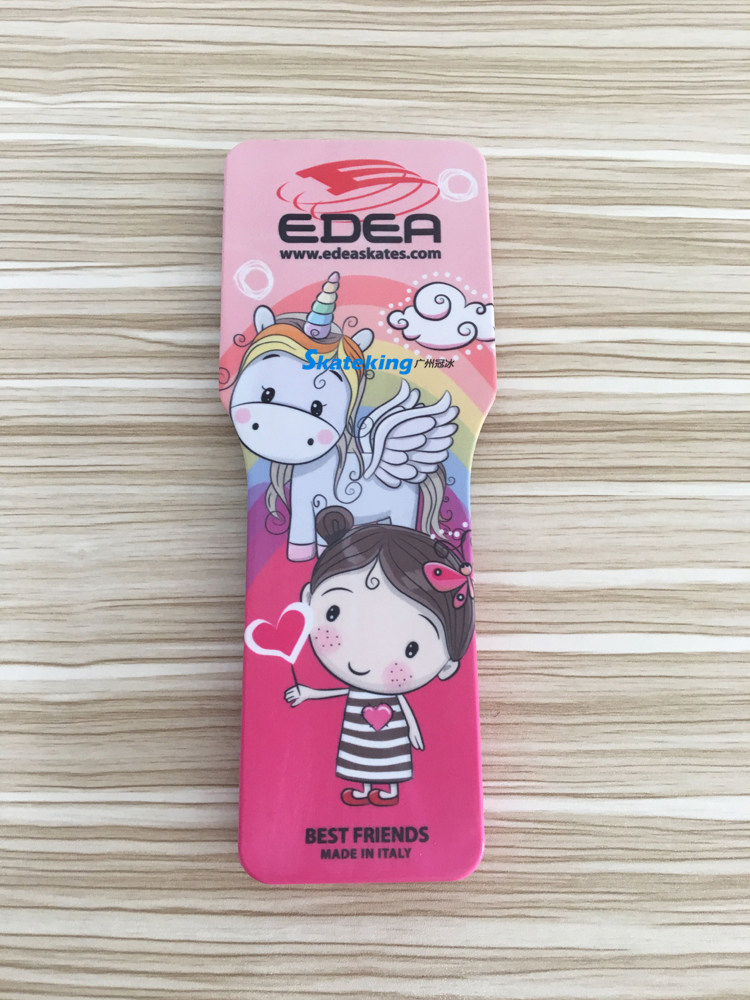 EDEA
www.edeaskates.com
Skateking广州冠冰
BEST FRIENDS
MADE IN ITALY